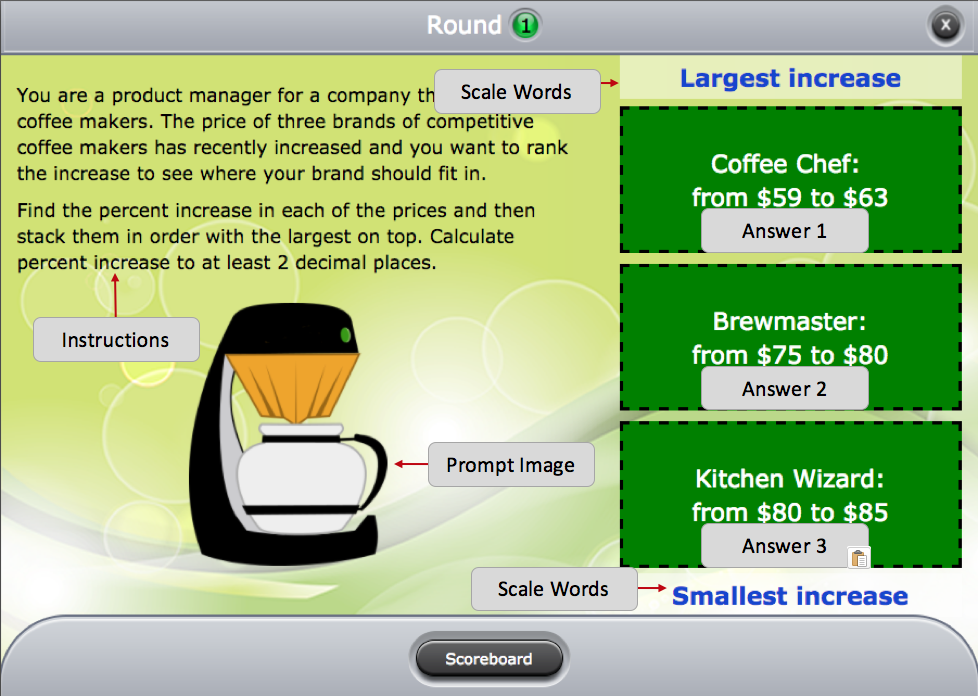 Round 1
X
You are a product manager for a company th
coffee makers. The price of three brands of competitive
coffee makers has recently increased and you want to rank
the increase to see where your brand should fit in.
Find the percent increase in each of the prices and then
stack them in order with the largest on top. Calculate
percent increase to at least 2 decimal places.
Instructions
Prompt Image
Scale Words
Largest increase
Coffee Chef:
from $59 to $63
Answer 1
Brewmaster:
from $75 to $80
Answer 2
Kitchen Wizard:
from $80 to $85
Answer 3
Scale Words
Smallest increase
Scoreboard